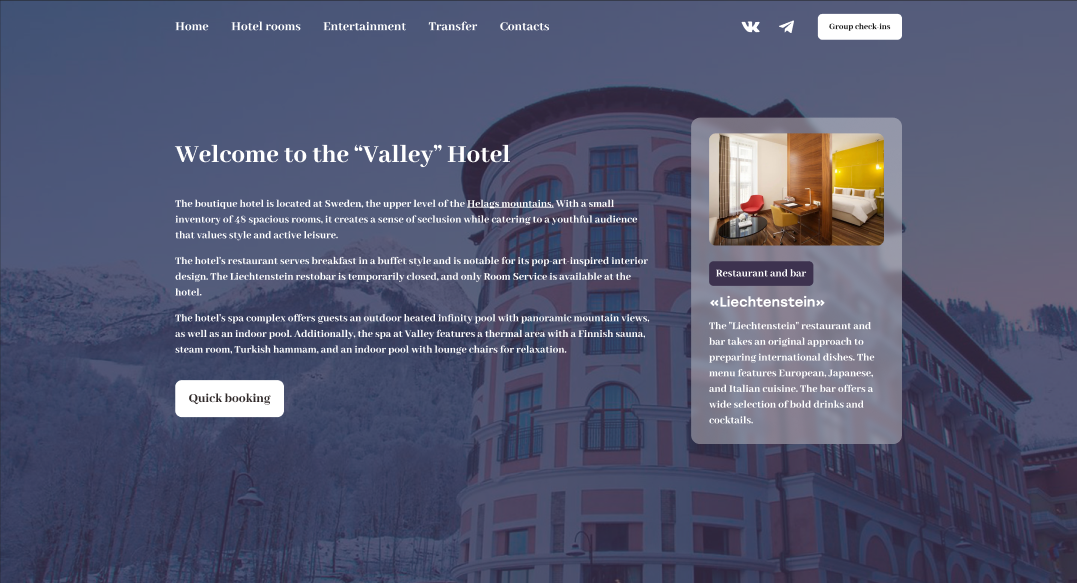 Home Hotel rooms Entertainment Transfer Contacts
Group check-ins
Welcome to the “Valley” Hotel
The boutique hotel is located at Sweden, the upper level of the Helags mountains. With a small
inventory of 48 spacious rooms, it creates a sense of seclusion while catering to a youthful audience
that values style and active leisure.
The hotel's restaurant serves breakfast in a buffet style and is notable for its pop-art-inspired interior
design. The Liechtenstein restobar is temporarily closed, and only Room Service is available at the
hotel.
The hotel's spa complex offers guests an outdoor heated infinity pool with panoramic mountain views,
as well as an indoor pool. Additionally, the spa at Valley features a thermal area with a Finnish sauna,
steam room, Turkish hammam, and an indoor pool with lounge chairs for relaxation.
Quick booking
Restaurant and bar
«Liechtenstein»
The "Liechtenstein" restaurant and
bar takes an original approach to
preparing international dishes. The
menu features European, Japanese,
and Italian cuisine. The bar offers a
wide selection of bold drinks and
cocktails.